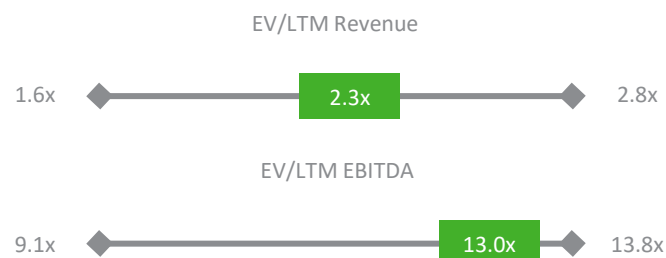 EV/LTM Revenue
1.6x 2.3x 2.8x
EV/LTM EBITDA
9.1x 13.0x 13.8x